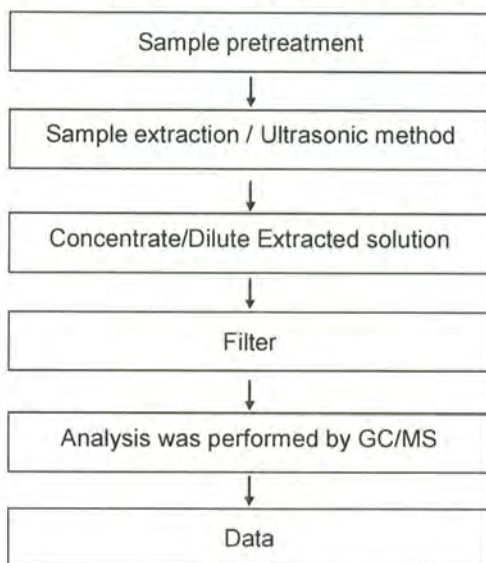 Sample pretreatment
Sample extraction / Ultrasonic method
Concentrate/Dilute Extracted solution
Filter
Analysis was performed by GC/MS
Data